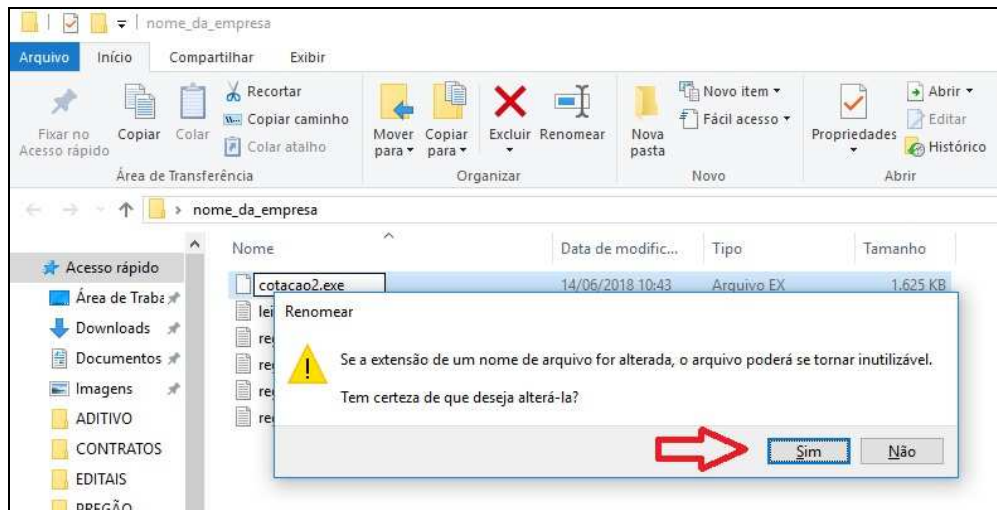 nome_da_empresa
Arquivo Início Compartilhar Exibir
Fixar no Acesso rápido
Copiar
Colar
Recortar
Copiar caminho
Colar atalho
Área de Transferência
Mover para
Copiar para
Excluir
Renomear
Organizar
Nova pasta
Novo item
Fácil acesso
Novo
Propriedades
Abrir
Editar
Histórico
Abrir
nome_da_empresa
Nome Data de modific... Tipo Tamanho
Acesso rápido
Área de Traba
Downloads
Documentos
Imagens
ADITIVO
CONTRATOS
EDITAIS
PREGÃO
cotacao2.exe 14/06/2018 10:43 Arquivo EX 1.625 KB
lei
Renomear
Se a extensão de um nome de arquivo for alterada, o arquivo poderá se tornar inutilizável.
Tem certeza de que deseja alterá-la?
Sim Não